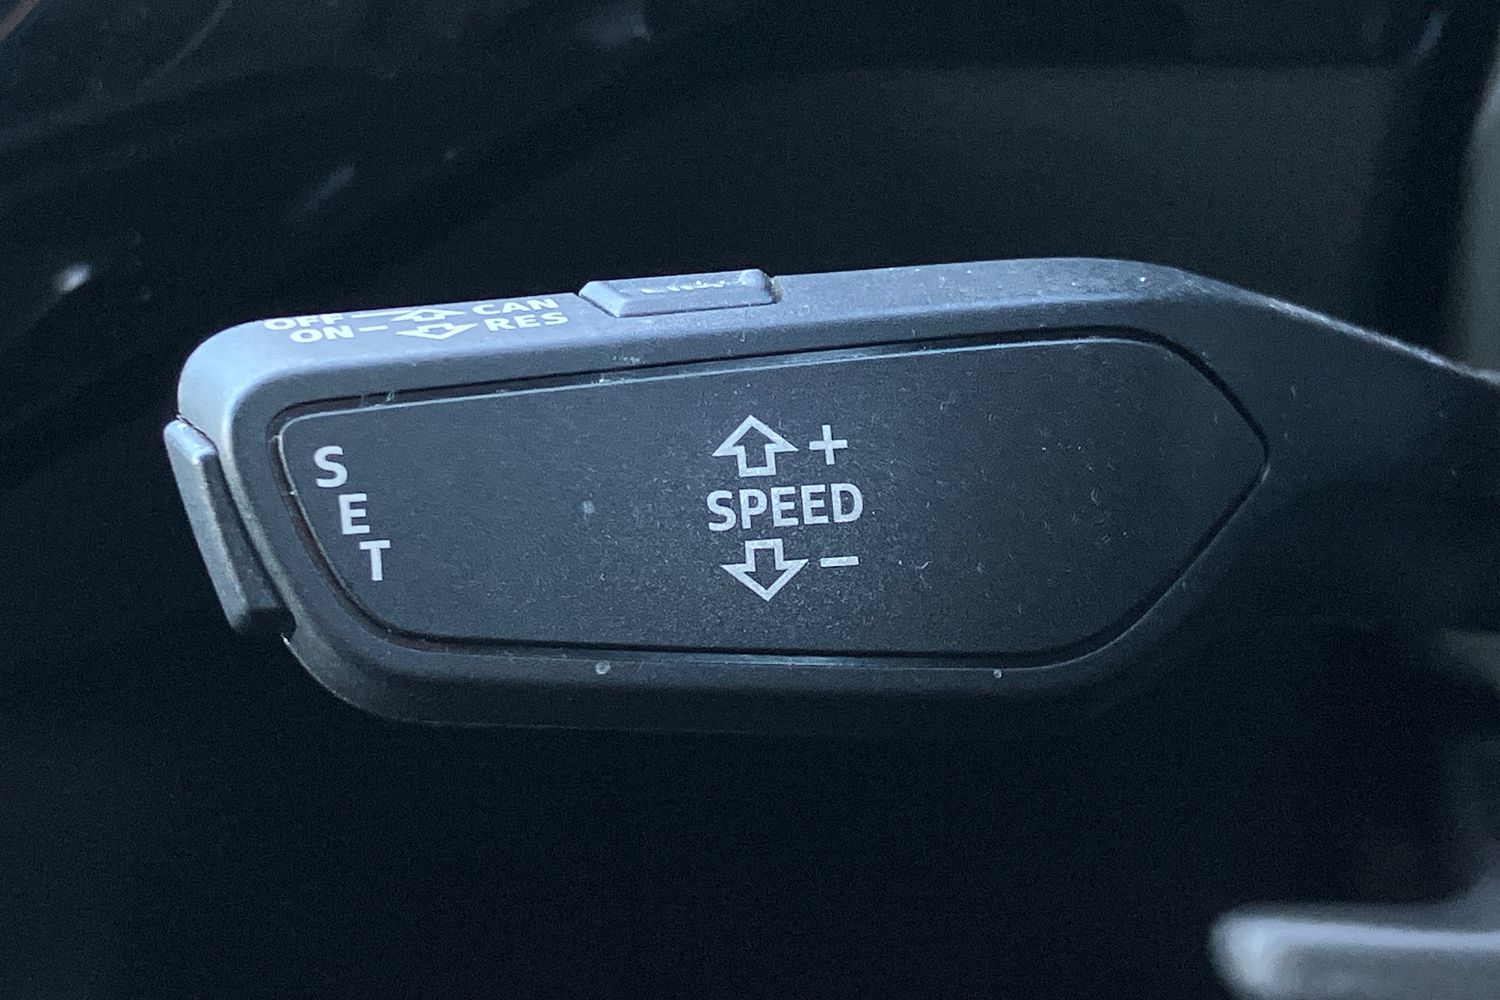 OFF CAN
ON RES
S
E
T
+
SPEED
-